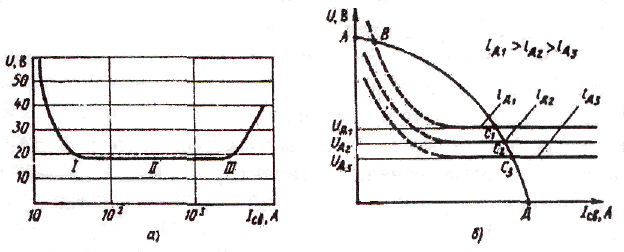 U, В
50
40
30
20
10
I
II
III
10
10²
10³
Iсв, А
а)
U, В
A
B
lд1 > lд2 > lд3
lд1
lд2
lд3
Uд1
Uд2
Uд3
C1
C2
C3
Д
Iсв, А
б)